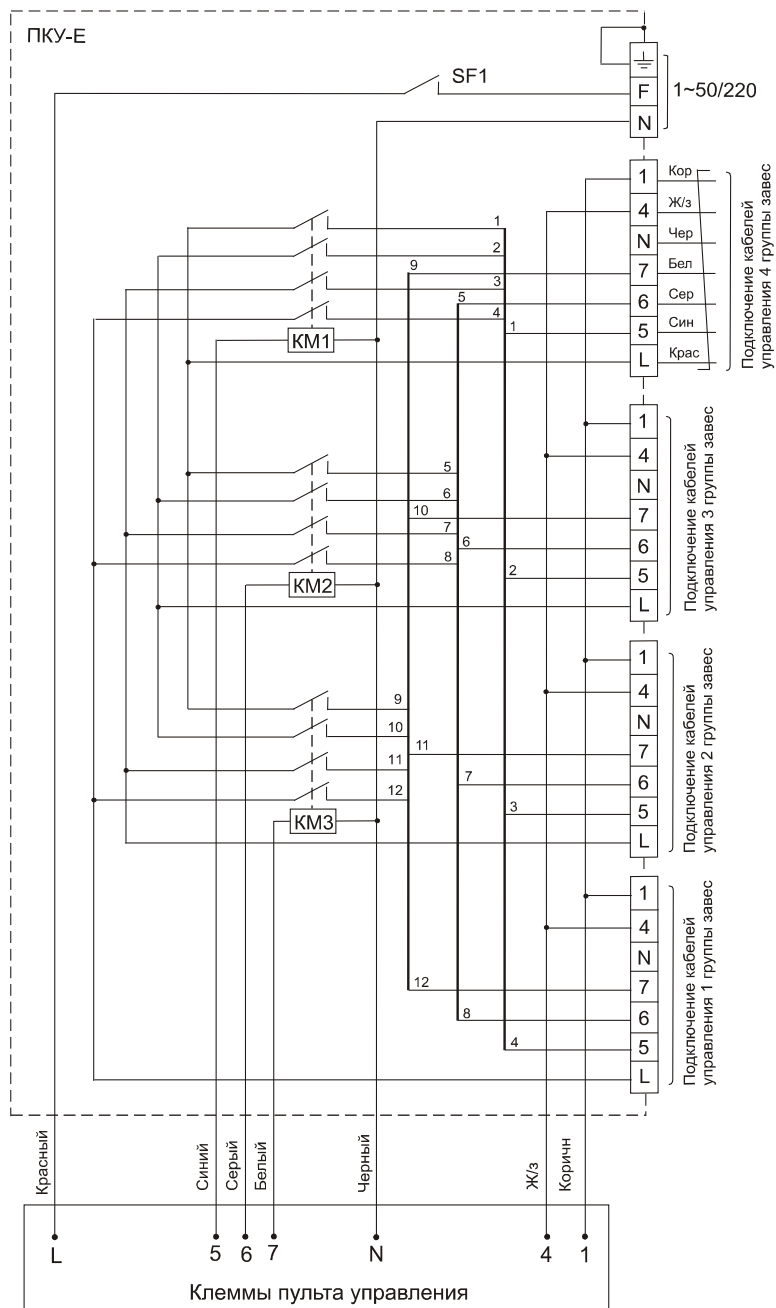 ПКУ-Е
SF1
F
N
1~50/220
1
4
N
7
6
5
L
Кор
Ж/з
Чер
Бел
Сер
Син
Крас
Подключение кабелей
управления 4 группы завес
1
2
9
3
5
4
1
КМ1
1
4
N
7
6
5
L
Подключение кабелей
управления 3 группы завес
5
6
10
7
6
8
2
КМ2
1
4
N
7
6
5
L
Подключение кабелей
управления 2 группы завес
9
10
11
11
7
12
3
КМ3
1
4
N
7
6
5
L
Подключение кабелей
управления 1 группы завес
12
8
4
Красный
Синий
Серый
Белый
Черный
Ж/з
Коричн
L
5
6
7
N
4
1
Клеммы пульта управления